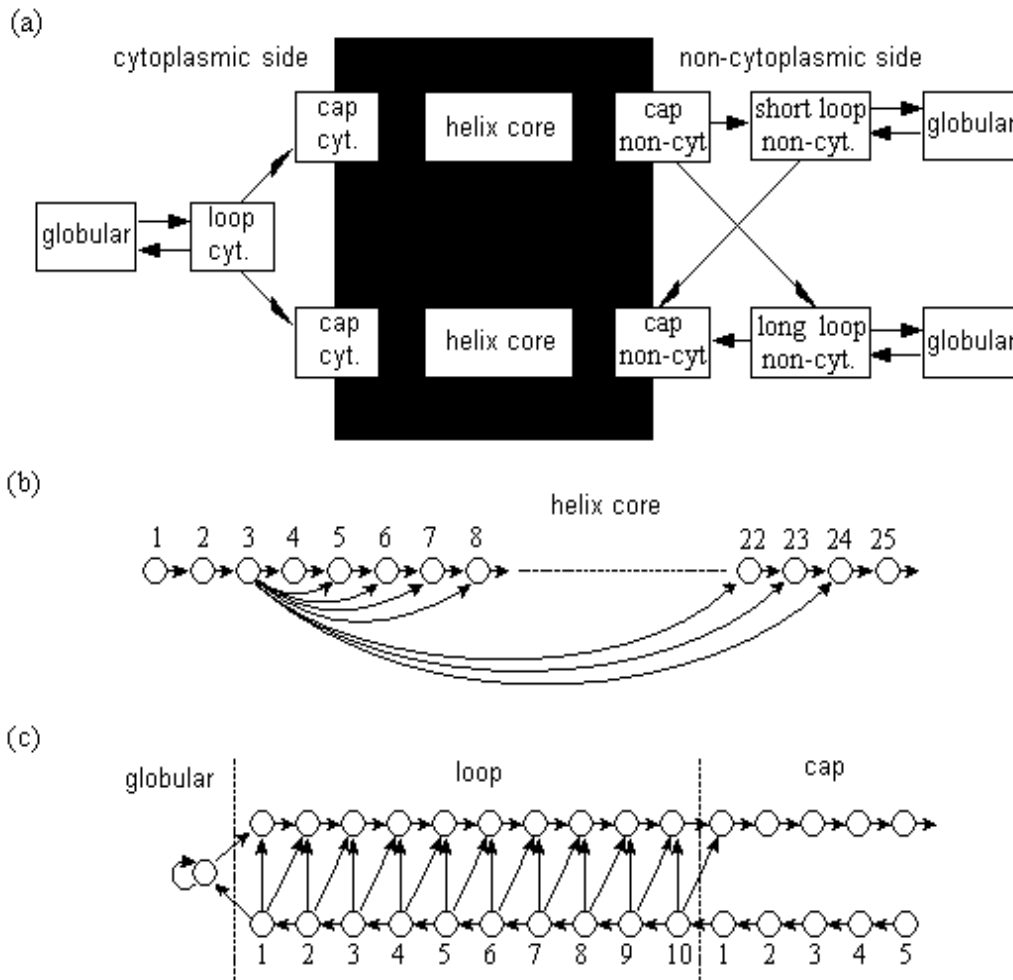 (a)
cytoplasmic side
non-cytoplasmic side
cap
cyt.
helix core
cap
non-cyt
short loop
non-cyt.
globular
globular
loop
cyt.
cap
cyt.
helix core
cap
non-cyt
long loop
non-cyt.
globular
(b)
helix core
1 2 3 4 5 6 7 8 22 23 24 25
(c)
globular
loop
cap
1 2 3 4 5 6 7 8 9 10 1 2 3 4 5